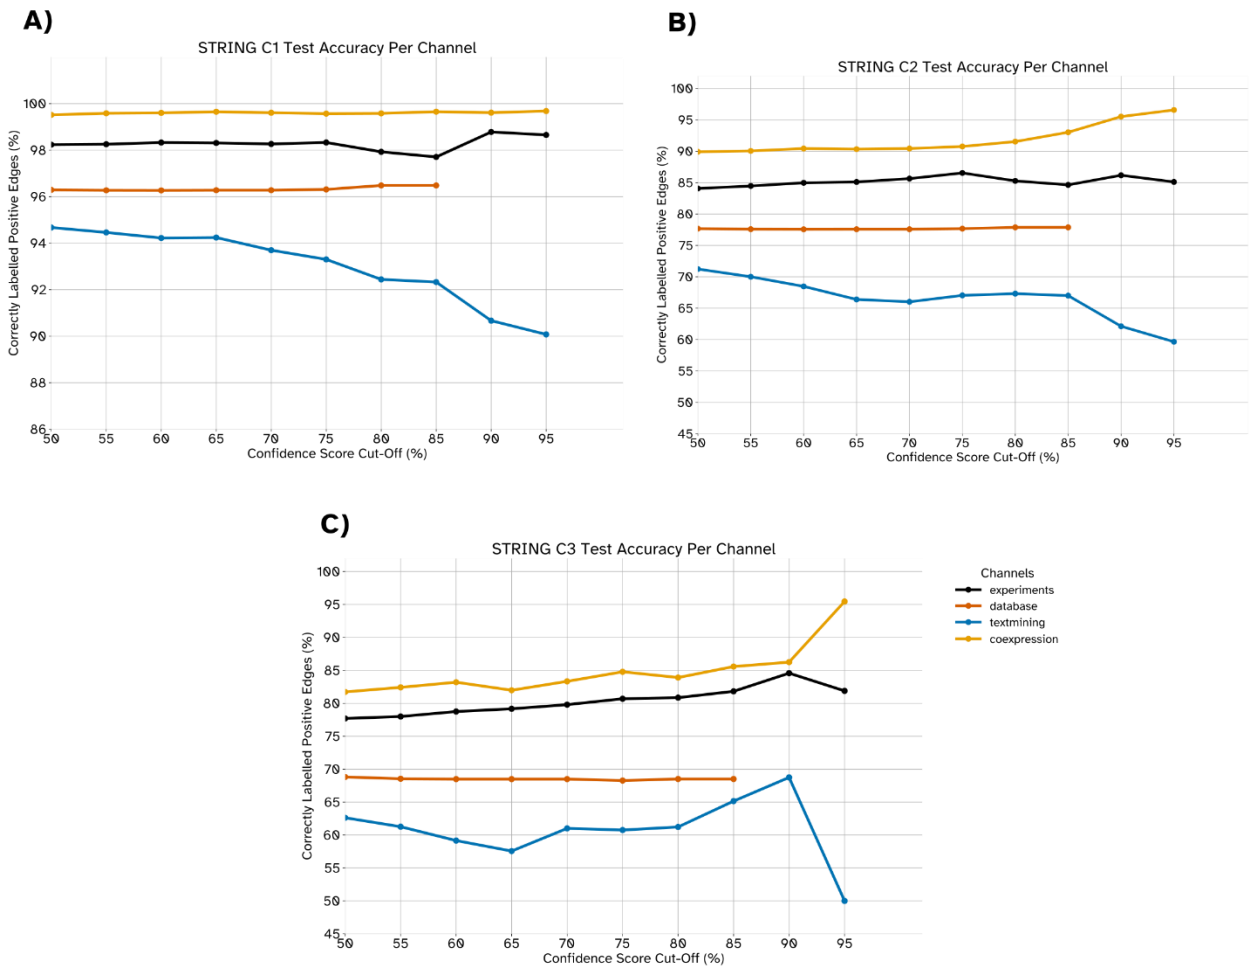 A)
STRING C1 Test Accuracy Per Channel
Correctly Labelled Positive Edges (%)
100
98
96
94
92
90
88
86
50 55 60 65 70 75 80 85 90 95
Confidence Score Cut-Off (%)
B)
STRING C2 Test Accuracy Per Channel
Correctly Labelled Positive Edges (%)
100
95
90
85
80
75
70
65
60
55
50
45
50 55 60 65 70 75 80 85 90 95
Confidence Score Cut-Off (%)
C)
STRING C3 Test Accuracy Per Channel
Correctly Labelled Positive Edges (%)
100
95
90
85
80
75
70
65
60
55
50
45
50 55 60 65 70 75 80 85 90 95
Confidence Score Cut-Off (%)
Channels
experiments
database
textmining
coexpression